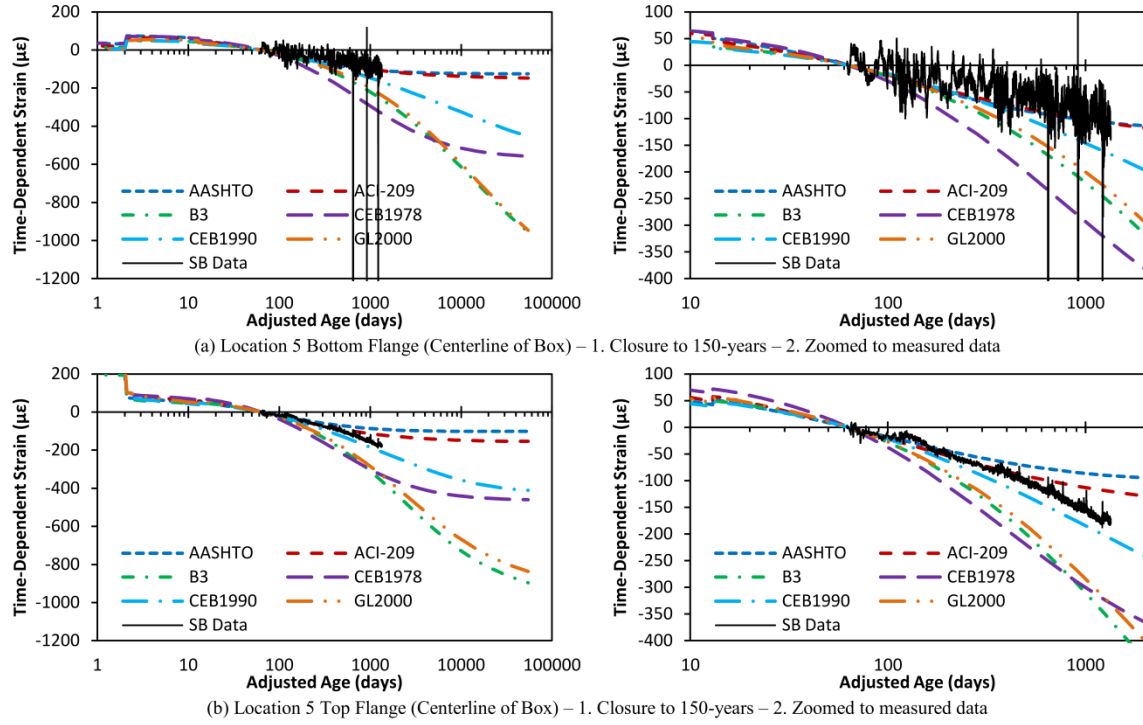 Time-Dependent Strain (με)
200
0
-200
-400
-600
-800
-1000
-1200
AASHTO
ACI-209
B3
CEB1978
CEB1990
GL2000
SB Data
1 10 100 1000 10000 100000
Adjusted Age (days)
Time-Dependent Strain (με)
100
50
0
-50
-100
-150
-200
-250
-300
-350
-400
AASHTO
ACI-209
B3
CEB1978
CEB1990
GL2000
SB Data
10 100 1000
Adjusted Age (days)
(a) Location 5 Bottom Flange (Centerline of Box) – 1. Closure to 150-years – 2. Zoomed to measured data
Time-Dependent Strain (με)
200
0
-200
-400
-600
-800
-1000
-1200
AASHTO
ACI-209
B3
CEB1978
CEB1990
GL2000
SB Data
1 10 100 1000 10000 100000
Adjusted Age (days)
Time-Dependent Strain (με)
100
50
0
-50
-100
-150
-200
-250
-300
-350
-400
AASHTO
ACI-209
B3
CEB1978
CEB1990
GL2000
SB Data
10 100 1000
Adjusted Age (days)
(b) Location 5 Top Flange (Centerline of Box) – 1. Closure to 150-years – 2. Zoomed to measured data